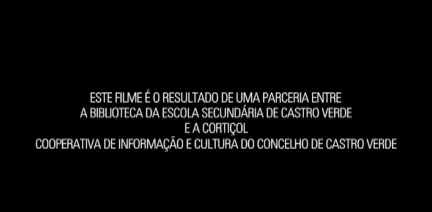 ESTE FILME É O RESULTADO DE UMA PARCERIA ENTRE
A BIBLIOTECA DA ESCOLA SECUNDÁRIA DE CASTRO VERDE
E A CORTIÇOL
COOPERATIVA DE INFORMAÇÃO E CULTURA DO CONCELHO DE CASTRO VERDE